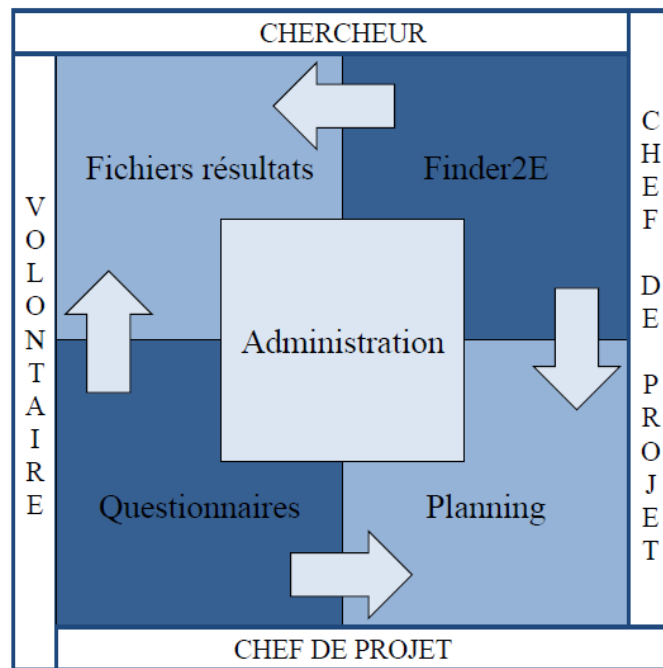 CHERCHEUR
Fichiers résultats
Finder2E
VOLONTAIRE
CHEF DE PROJET
Administration
Questionnaires
Planning
CHEF DE PROJET